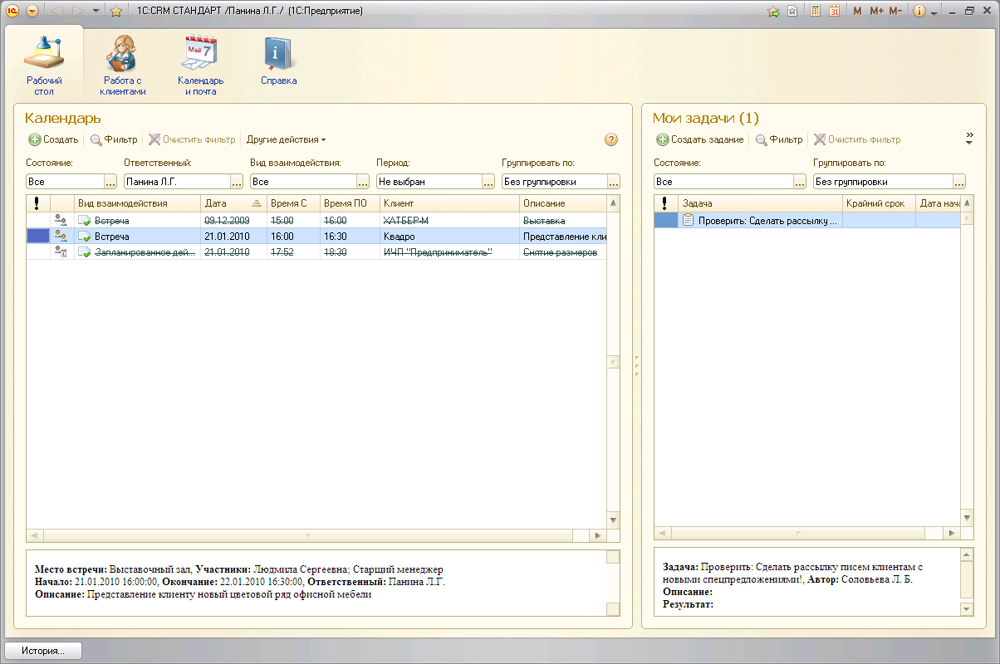 1С:CRM СТАНДАРТ /Панина Л.Г./ (1С:Предприятие)
M M+ M-
31
Рабочий стол
Работа с клиентами
Май 7
Календарь и почта
Справка
Календарь
Создать Фильтр Очистить фильтр Другие действия
Состояние: Ответственный: Вид взаимодействия: Период: Группировать по:
Все ... Панина Л.Г. ... Все ... Не выбран ... Без группировки ...
Вид взаимодействия Дата Время С Время ПО Клиент Описание
Встреча 09.12.2009 15:00 16:00 ХАТБЕР-М Выставка
Встреча 21.01.2010 16:00 16:30 Квадро Представление кли
Запланированное дей... 21.01.2010 17:52 18:30 ИЧП "Предприниматель" Снятие размеров
Место встречи: Выставочный зал, Участники: Людмила Сергеевна; Старщий менеджер
Начало: 21.01.2010 16:00:00, Окончание: 22.01.2010 16:30:00, Ответственный: Панина Л.Г.
Описание: Представление клиенту новый цветовой ряд офисной мебели
Мои задачи (1)
Создать задание Фильтр Очистить фильтр
Состояние: Группировать по:
Все ... Без группировки ...
Задача Крайний срок Дата нача
Проверить: Сделать рассылку ...
Задача: Проверить: Сделать рассылку писем клиентам с
новыми спецпредложениями!, Автор: Соловьева Л. Б.
Описание:
Результат:
История...